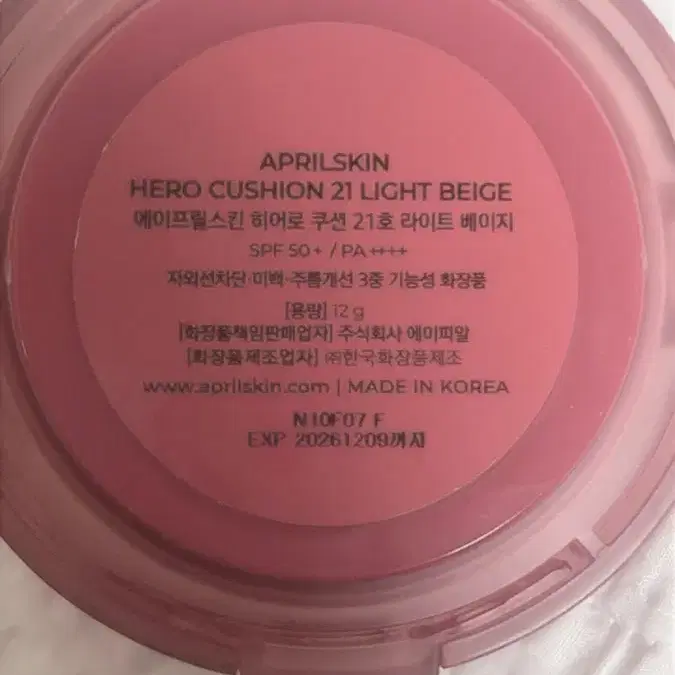 APRILSKIN
HERO CUSHION 21 LIGHT BEIGE
에이프릴스킨 히어로 쿠션 21호 라이트 베이지
SPF 50+ / PA ++++
자외선차단·미백·주름개선 3중 기능성 화장품
[용량] 12 g
[화장품책임판매업자] 주식회사 에이피알
[화장품제조업자] ㈜한국화장품제조
www.aprilskin.com | MADE IN KOREA
N10F07 F
EXP 20261209까지